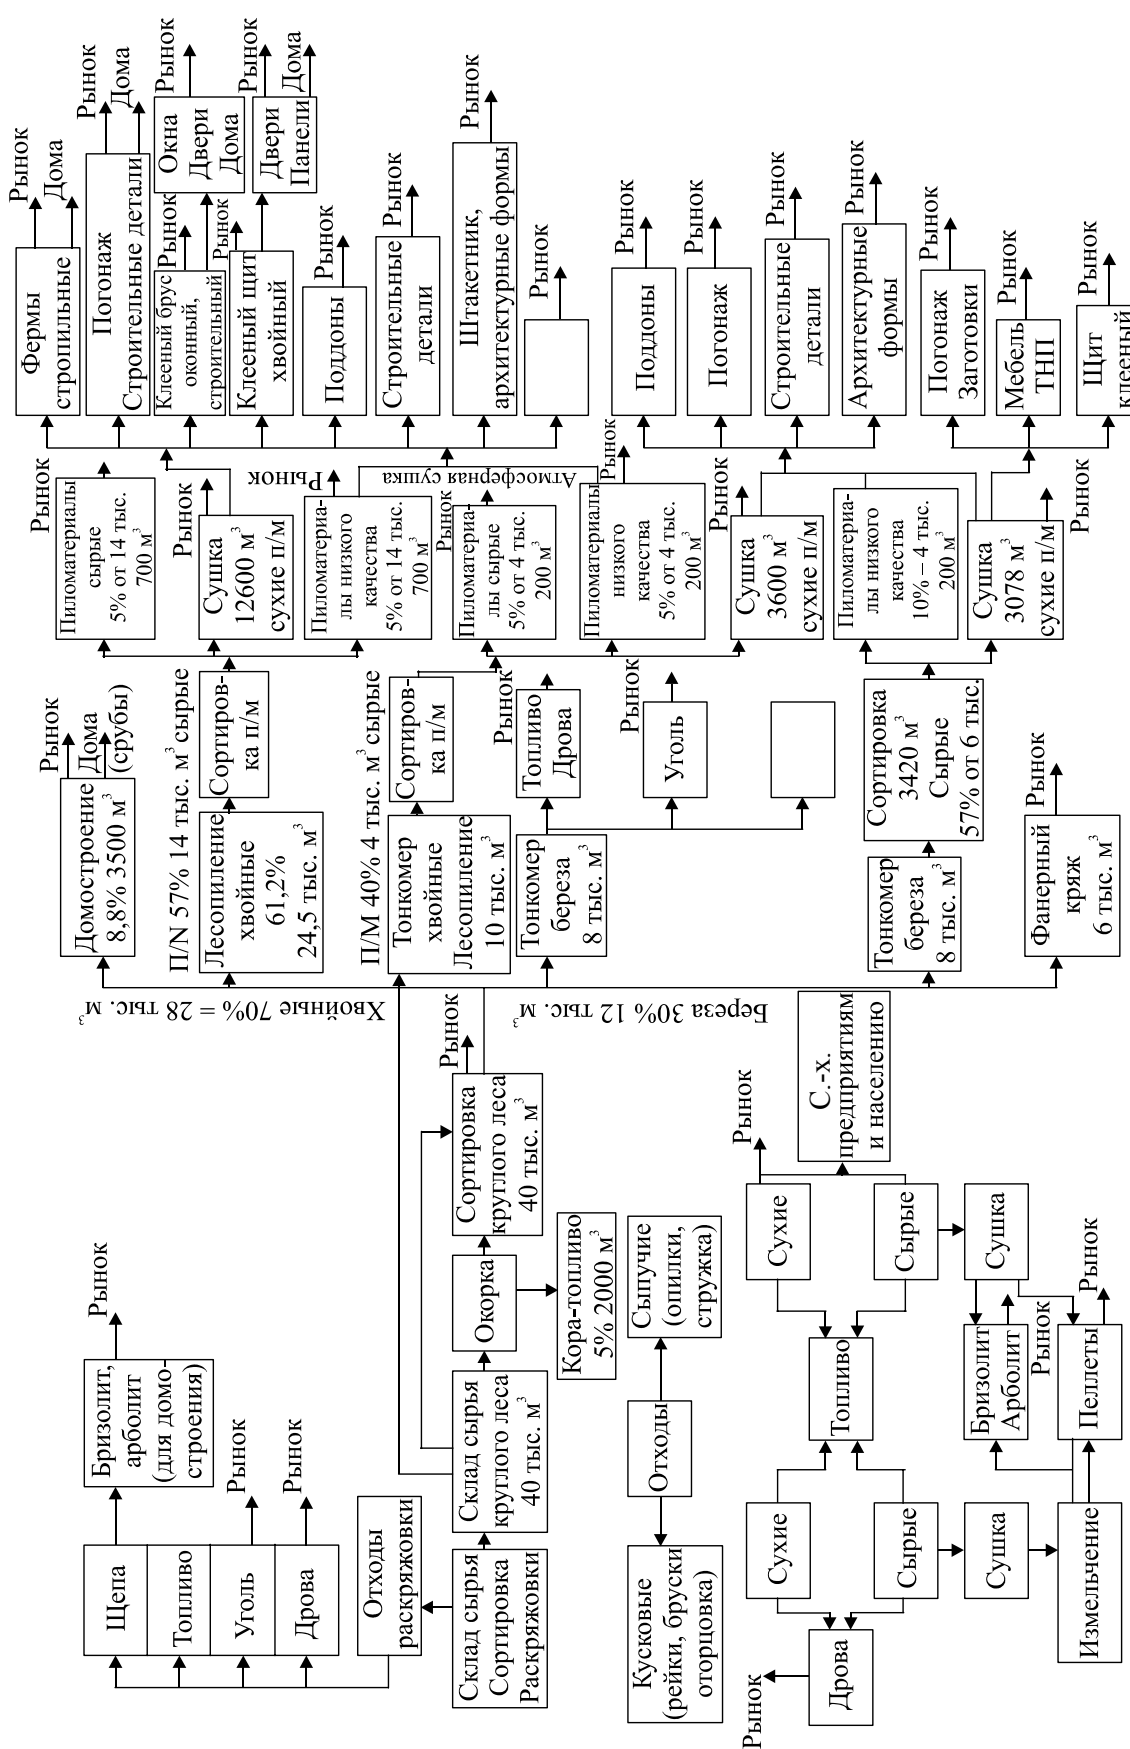 Рынок
Бризолит,
арболит
(для домо-
строения)
Щепа
Топливо
Уголь
Рынок
Дрова
Рынок
Отходы
раскряжовки
Склад сырья
Сортировка
Раскряжовки
Склад сырья
круглого леса
40 тыс. м³
Окорка
Кора-топливо
5% 2000 м³
Сортировка
круглого леса
40 тыс. м³
Рынок
Кусковые
(рейки, бруски
оторцовка)
Отходы
Сыпучие
(опилки,
стружка)
Рынок
Дрова
Сухие
Сырые
Сушка
Измельчение
Топливо
Бризолит
Арболит
Рынок
Пеллеты
Рынок
Сухие
Сырые
Сушка
Рынок
С.-х.
предприятиям
и населению
Хвойные 70% = 28 тыс. м³
Береза 30% 12 тыс. м³
Домостроение
8,8% 3500 м³
Рынок
Дома
(срубы)
П/N 57% 14 тыс. м³ сырые
Лесопиление
хвойные
61,2%
24,5 тыс. м³
Сортиров-
ка п/м
П/М 40% 4 тыс. м³ сырые
Тонкомер
хвойные
Лесопиление
10 тыс. м³
Сортиров-
ка п/м
Тонкомер
береза
8 тыс. м³
Топливо
Дрова
Рынок
Уголь
Рынок
Тонкомер
береза
8 тыс. м³
Сортировка
3420 м³
Сырые
57% от 6 тыс.
Фанерный
кряж
6 тыс. м³
Рынок
Пиломатериалы
сырые
5% от 14 тыс.
700 м³
Рынок
Сушка
12600 м³
сухие п/м
Рынок
Пиломатериа-
лы низкого
качества
5% от 14 тыс.
700 м³
Рынок
Атмосферная сушка
Пиломатериа-
лы сырые
5% от 4 тыс.
200 м³
Рынок
Пиломатериалы
низкого
качества
5% от 4 тыс.
200 м³
Рынок
Сушка
3600 м³
сухие п/м
Рынок
Пиломатериа-
лы низкого
качества
10% – 4 тыс.
200 м³
Сушка
3078 м³
сухие п/м
Рынок
Фермы
стропильные
Рынок
Дома
Погонаж
Строительные детали
Рынок
Дома
Клееный брус
оконный,
строительный
Рынок
Окна
Двери
Дома
Рынок
Клееный щит
хвойный
Рынок
Двери
Панели
Рынок
Дома
Поддоны
Рынок
Строительные
детали
Рынок
Штакетник,
архитектурные формы
Рынок
Рынок
Поддоны
Рынок
Погонаж
Рынок
Строительные
детали
Рынок
Архитектурные
формы
Рынок
Погонаж
Заготовки
Рынок
Мебель
ТНП
Рынок
Щит
клееный
Рынок